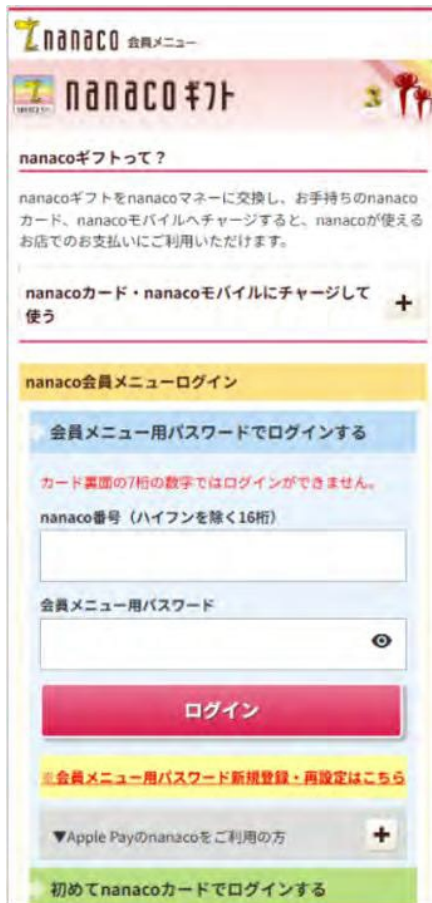 nanaco 会員メニュー
nanacoギフト
nanacoギフトって？
nanacoギフトをnanacoマネーに交換し、お手持ちのnanaco
カード、nanacoモバイルへチャージすると、nanacoが使える
お店でのお支払いにご利用いただけます。
nanacoカード・nanacoモバイルにチャージして
使う
nanaco会員メニューログイン
会員メニュー用パスワードでログインする
カード裏面の7桁の数字ではログインができません。
nanaco番号（ハイフンを除く16桁）
会員メニュー用パスワード
ログイン
※会員メニュー用パスワード新規登録・再設定はこちら
▼Apple Payのnanacoをご利用の方
初めてnanacoカードでログインする